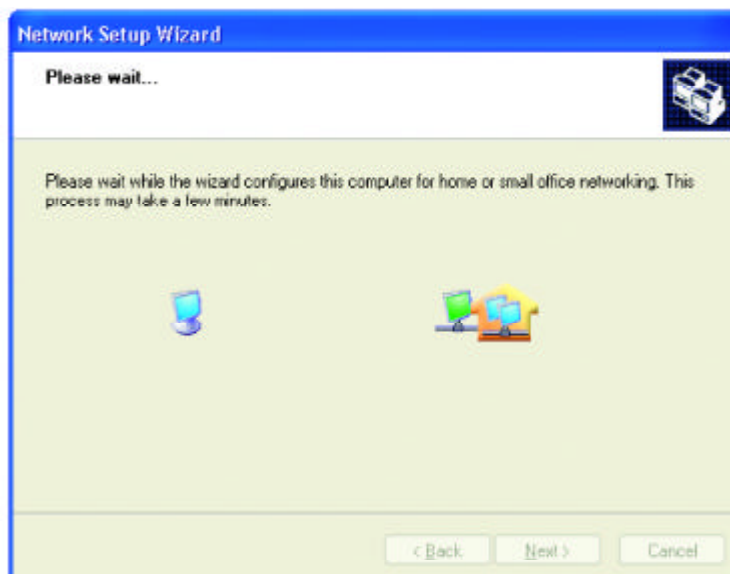 Network Setup Wizard
Please wait...
Please wait while the wizard configures this computer for home or small office networking. This
process may take a few minutes.
< Back
Next >
Cancel